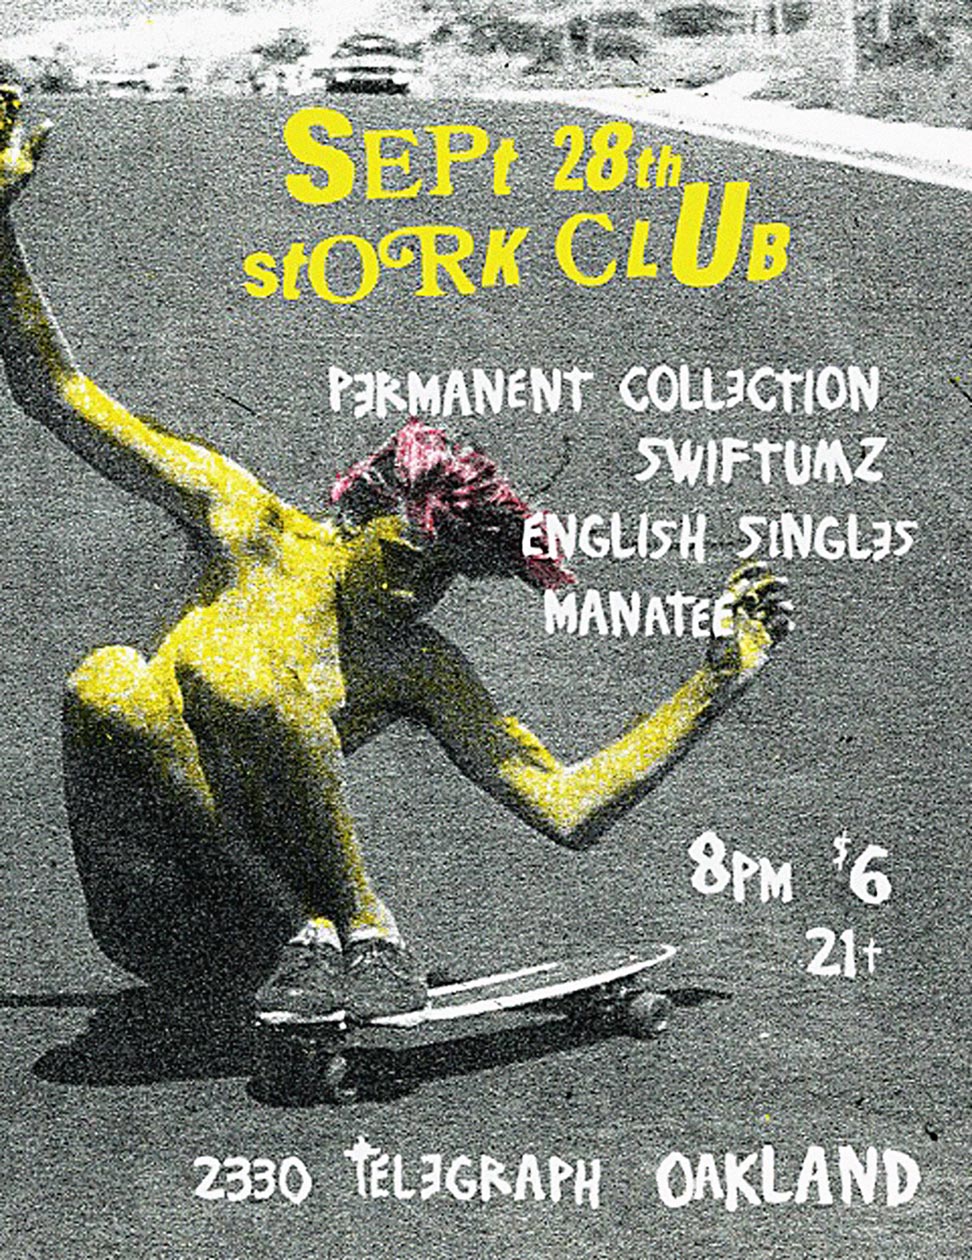 SEPt 28th
stORK CLUB
PERMANENT COLLECTION
SWIFTUMZ
ENGLISH SINGLES
MANATEE
8PM $6
21+
2330 TELEGRAPH OAKLAND